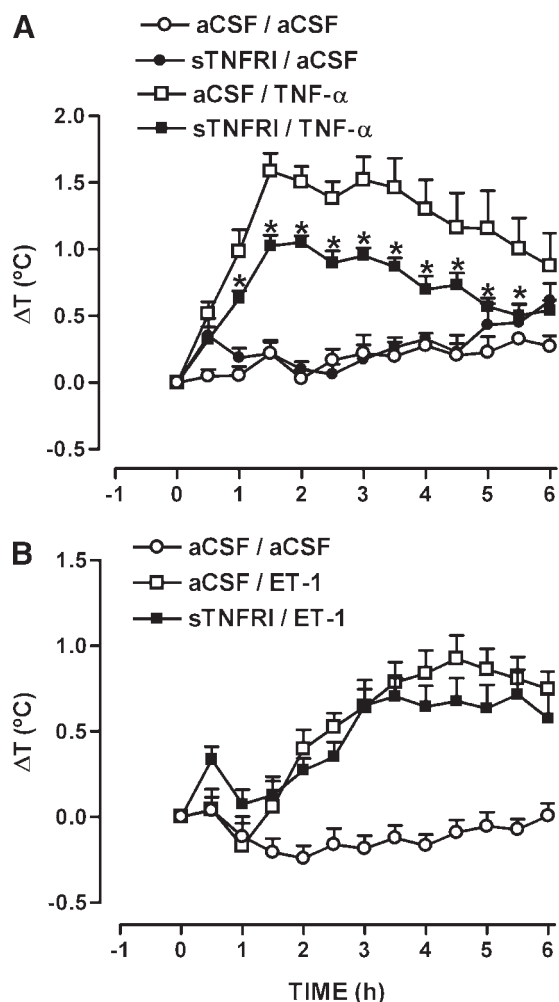 A
aCSF / aCSF
sTNFRI / aCSF
aCSF / TNF-α
sTNFRI / TNF-α
2.0
1.5
1.0
0.5
0.0
-0.5
ΔT (ºC)
* * * * * * * * * *
-1 0 1 2 3 4 5 6
B
aCSF / aCSF
aCSF / ET-1
sTNFRI / ET-1
1.5
1.0
0.5
0.0
-0.5
ΔT (ºC)
-1 0 1 2 3 4 5 6
TIME (h)